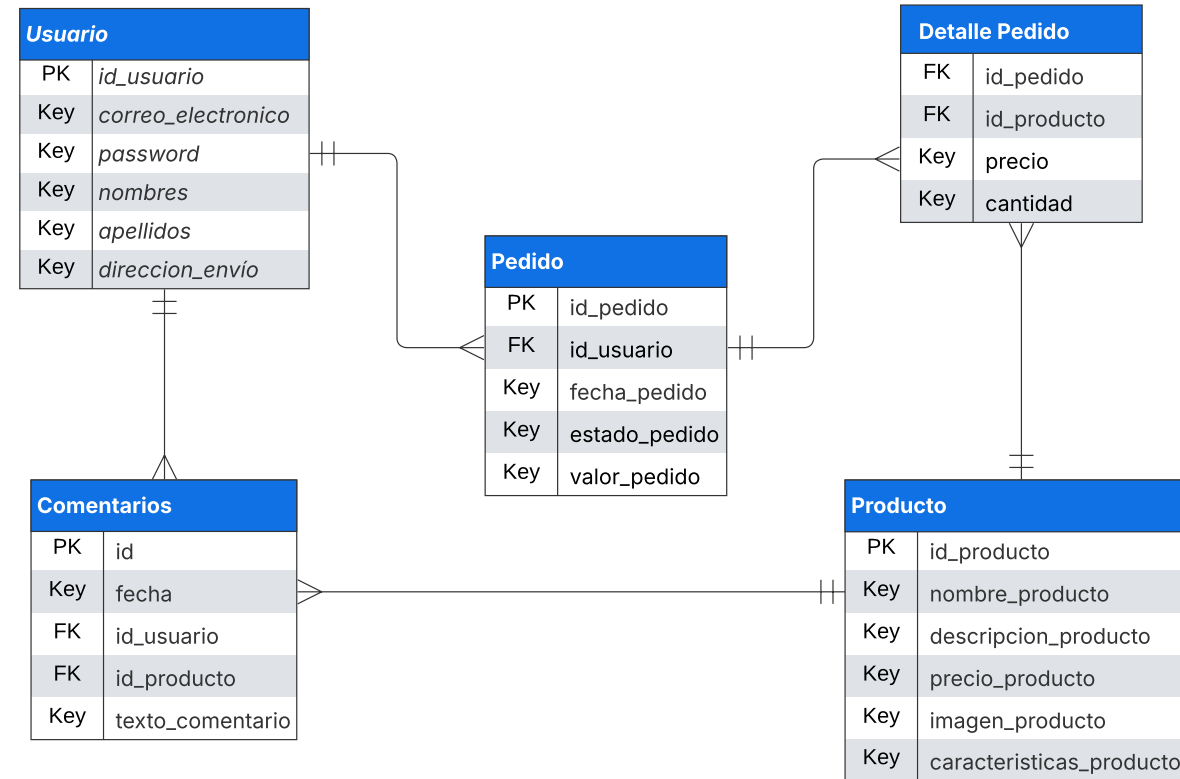 Usuario
PK id_usuario
Key correo_electronico
Key password
Key nombres
Key apellidos
Key direccion_envío
Detalle Pedido
FK id_pedido
FK id_producto
Key precio
Key cantidad
Pedido
PK id_pedido
FK id_usuario
Key fecha_pedido
Key estado_pedido
Key valor_pedido
Comentarios
PK id
Key fecha
FK id_usuario
FK id_producto
Key texto_comentario
Producto
PK id_producto
Key nombre_producto
Key descripcion_producto
Key precio_producto
Key imagen_producto
Key caracteristicas_producto